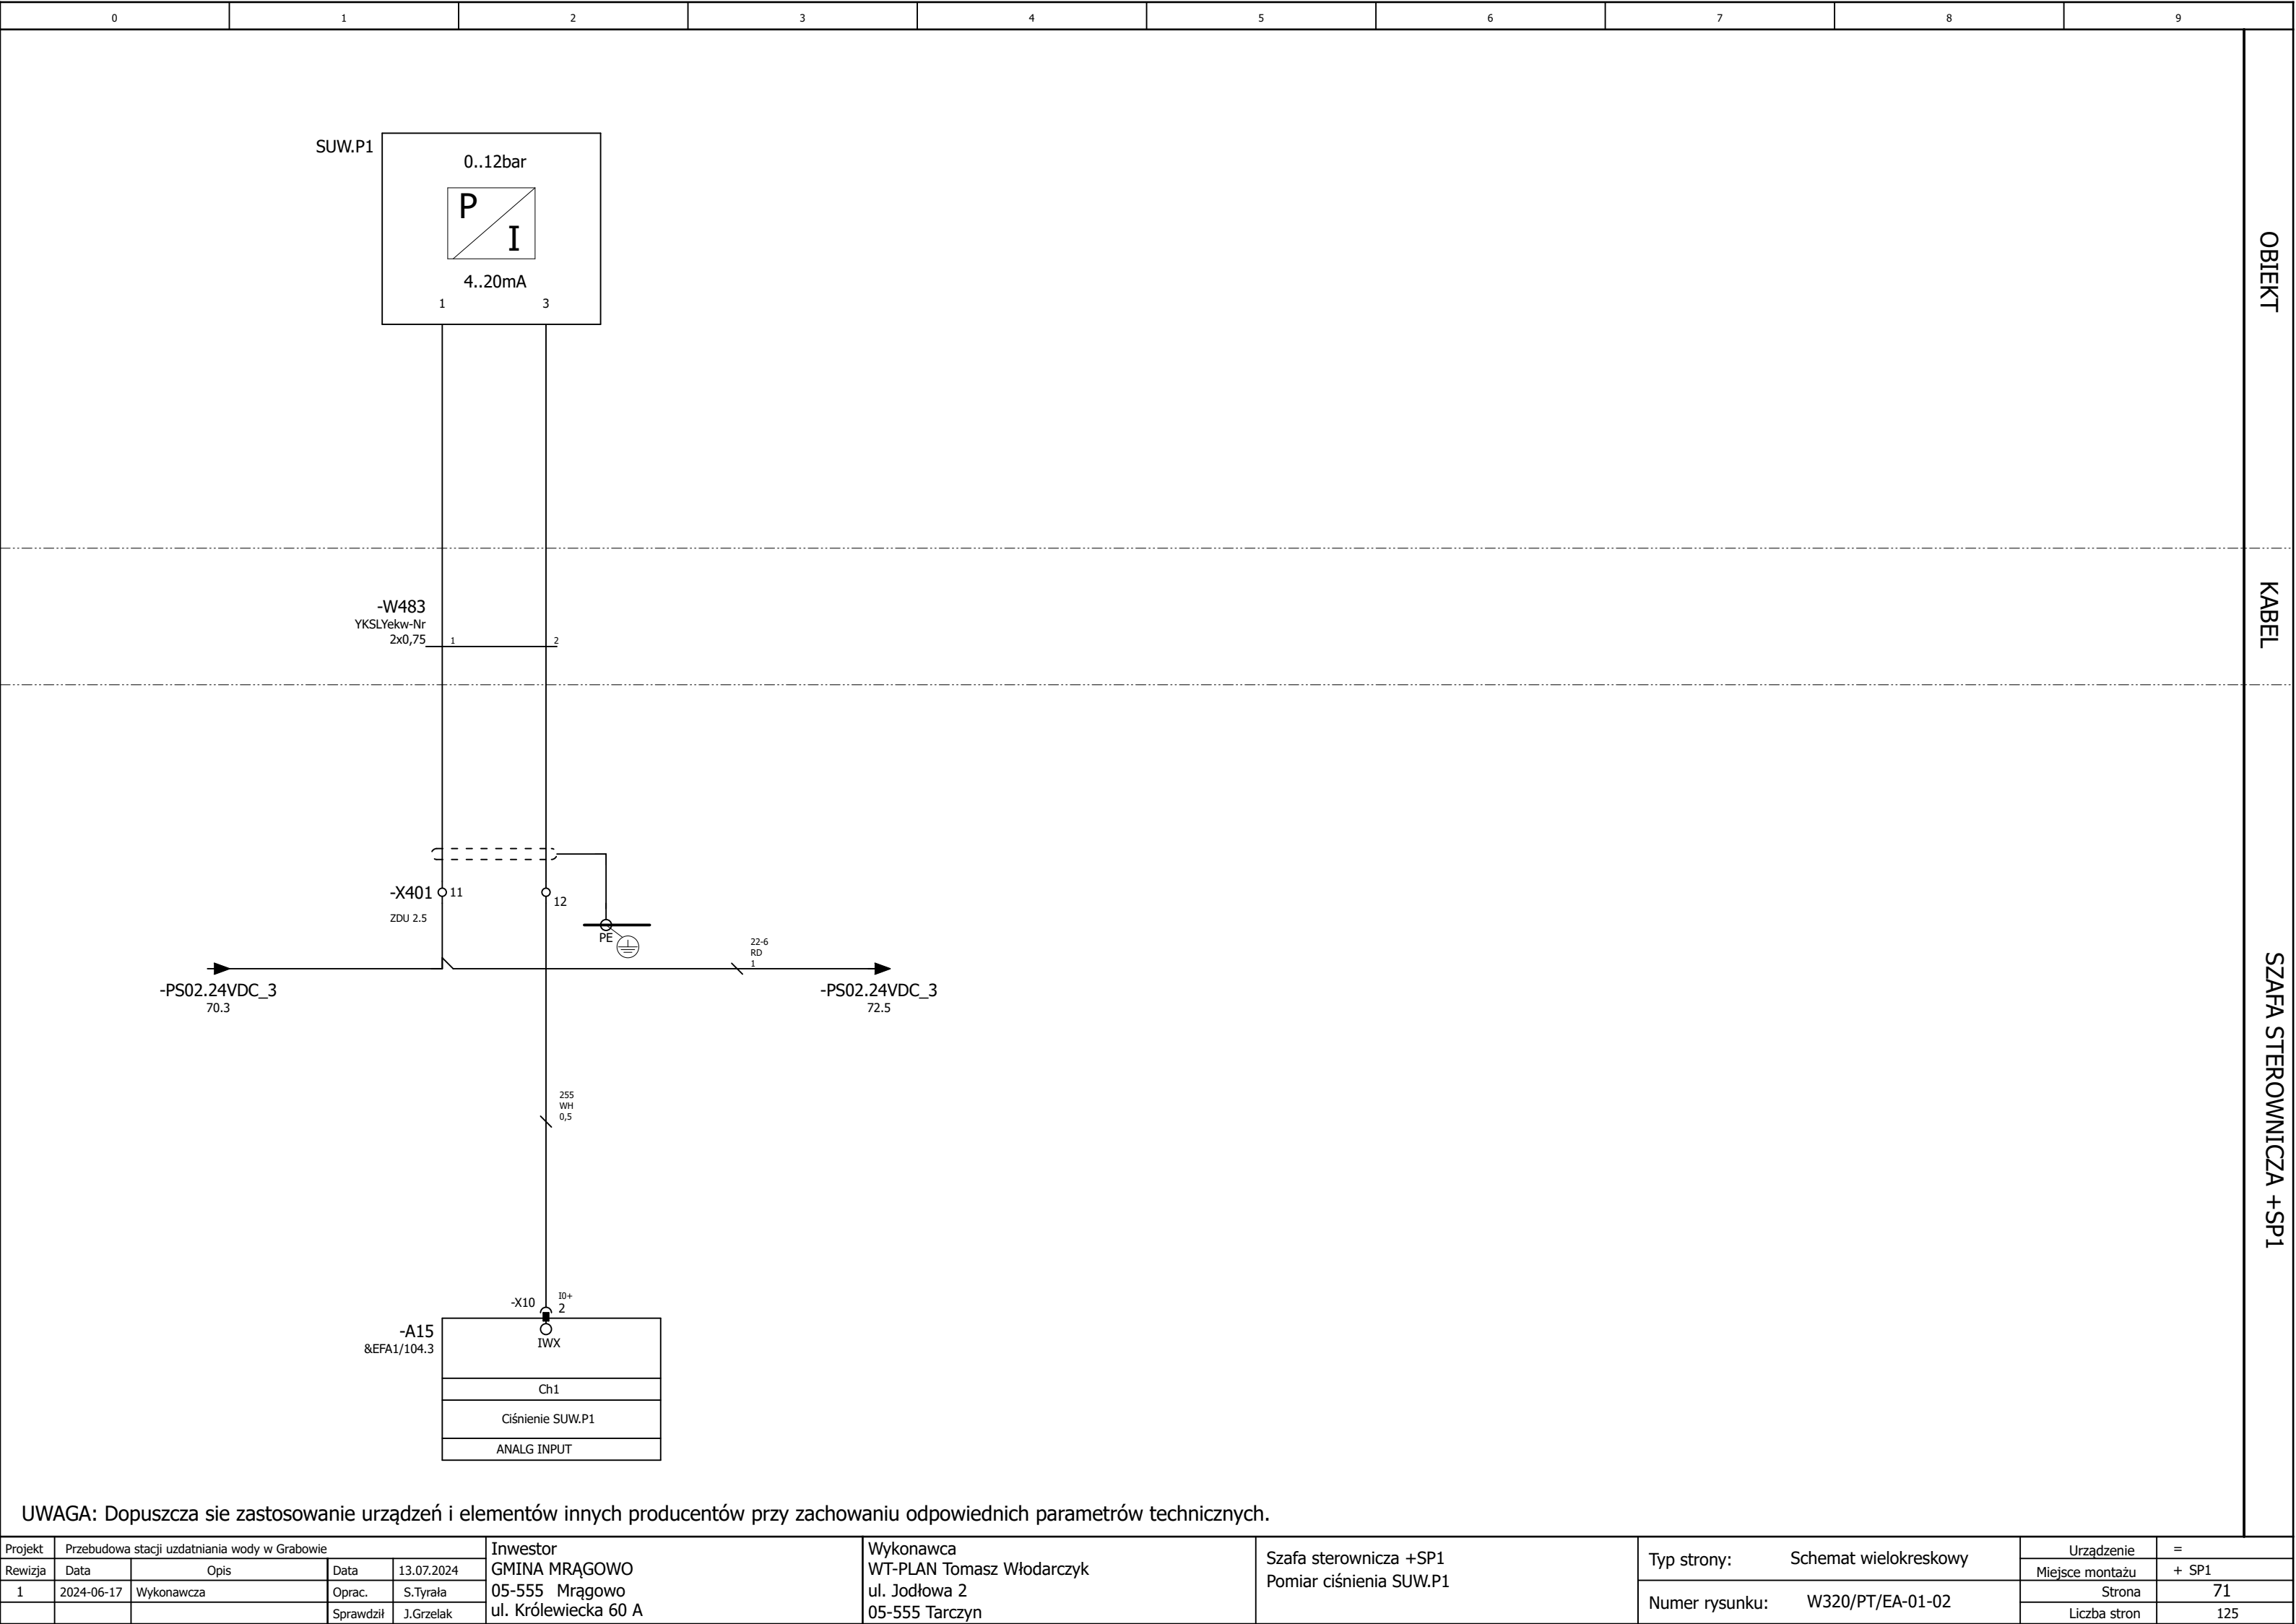 0 1 2 3 4 5 6 7 8 9
SUW.P1
0..12bar
P
I
4..20mA
1 3
OBIEKT
-W483
YKSLYekw-Nr
2x0,75 1 2
KABEL
-X401 11 12
ZDU 2.5
PE
22-6
RD
1
-PS02.24VDC_3
70.3
-PS02.24VDC_3
72.5
SZAFA STEROWNICZA +SP1
255
WH
0,5
I0+
-X10 2
-A15
&EFA1/104.3
IWX
Ch1
Ciśnienie SUW.P1
ANALG INPUT
UWAGA: Dopuszcza sie zastosowanie urządzeń i elementów innych producentów przy zachowaniu odpowiednich parametrów technicznych.
Projekt Przebudowa stacji uzdatniania wody w Grabowie
Rewizja Data Opis Data 13.07.2024
1 2024-06-17 Wykonawcza Oprac. S.Tyrała
Sprawdził J.Grzelak
Inwestor
GMINA MRĄGOWO
05-555 Mrągowo
ul. Królewiecka 60 A
Wykonawca
WT-PLAN Tomasz Włodarczyk
ul. Jodłowa 2
05-555 Tarczyn
Szafa sterownicza +SP1
Pomiar ciśnienia SUW.P1
Typ strony: Schemat wielokreskowy
Numer rysunku: W320/PT/EA-01-02
Urządzenie =
Miejsce montażu + SP1
Strona 71
Liczba stron 125